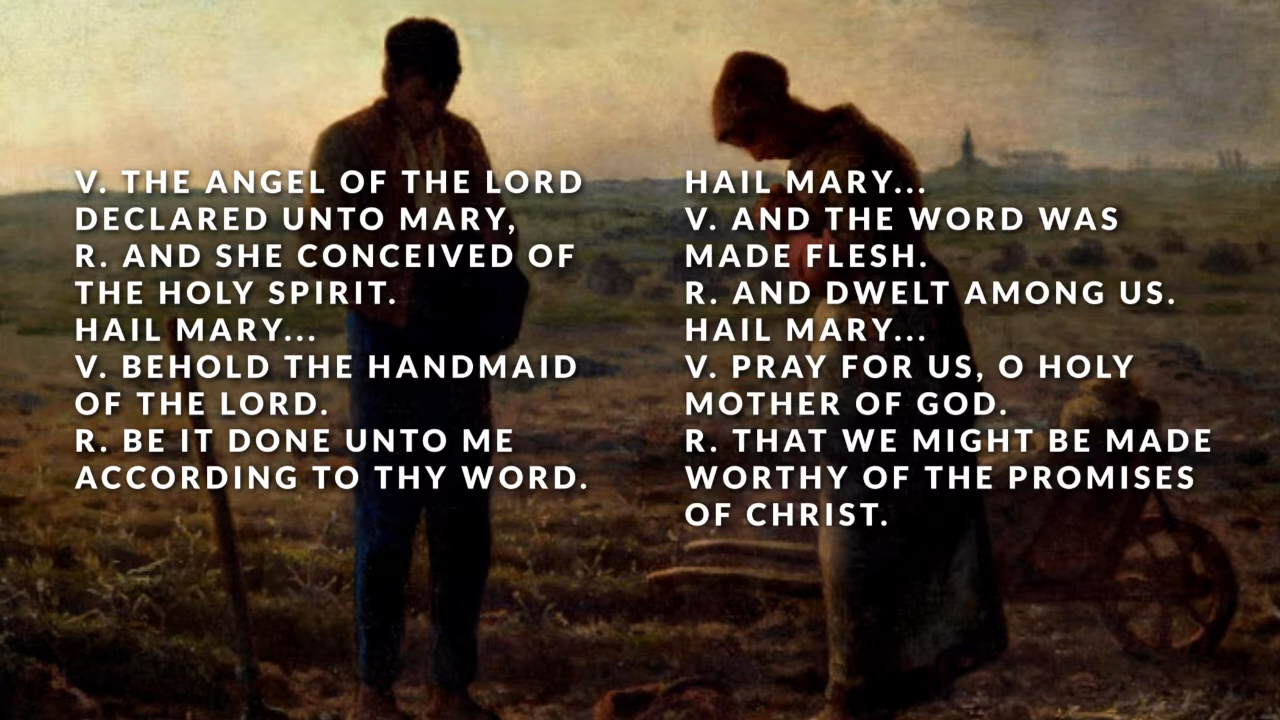 V. THE ANGEL OF THE LORD
DECLARED UNTO MARY,
R. AND SHE CONCEIVED OF
THE HOLY SPIRIT.
HAIL MARY...
V. BEHOLD THE HANDMAID
OF THE LORD.
R. BE IT DONE UNTO ME
ACCORDING TO THY WORD.
HAIL MARY...
V. AND THE WORD WAS
MADE FLESH.
R. AND DWELT AMONG US.
HAIL MARY...
V. PRAY FOR US, O HOLY
MOTHER OF GOD.
R. THAT WE MIGHT BE MADE
WORTHY OF THE PROMISES
OF CHRIST.